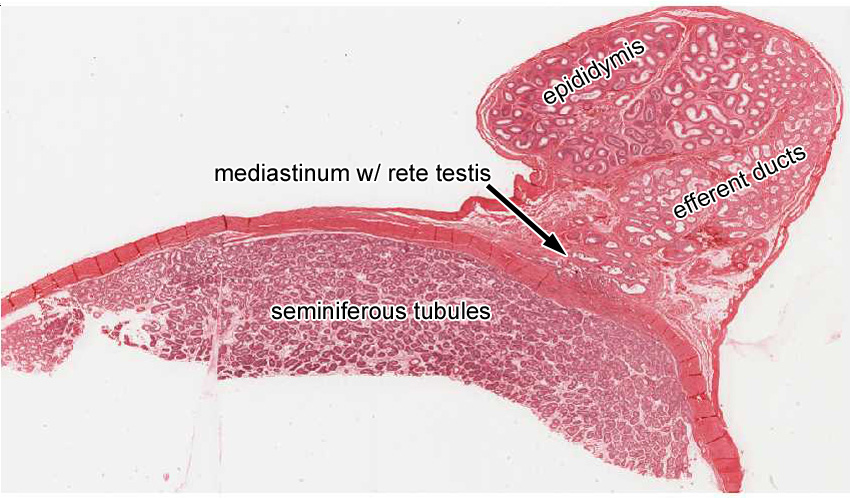 epididymis
mediastinum w/ rete testis
efferent ducts
seminiferous tubules